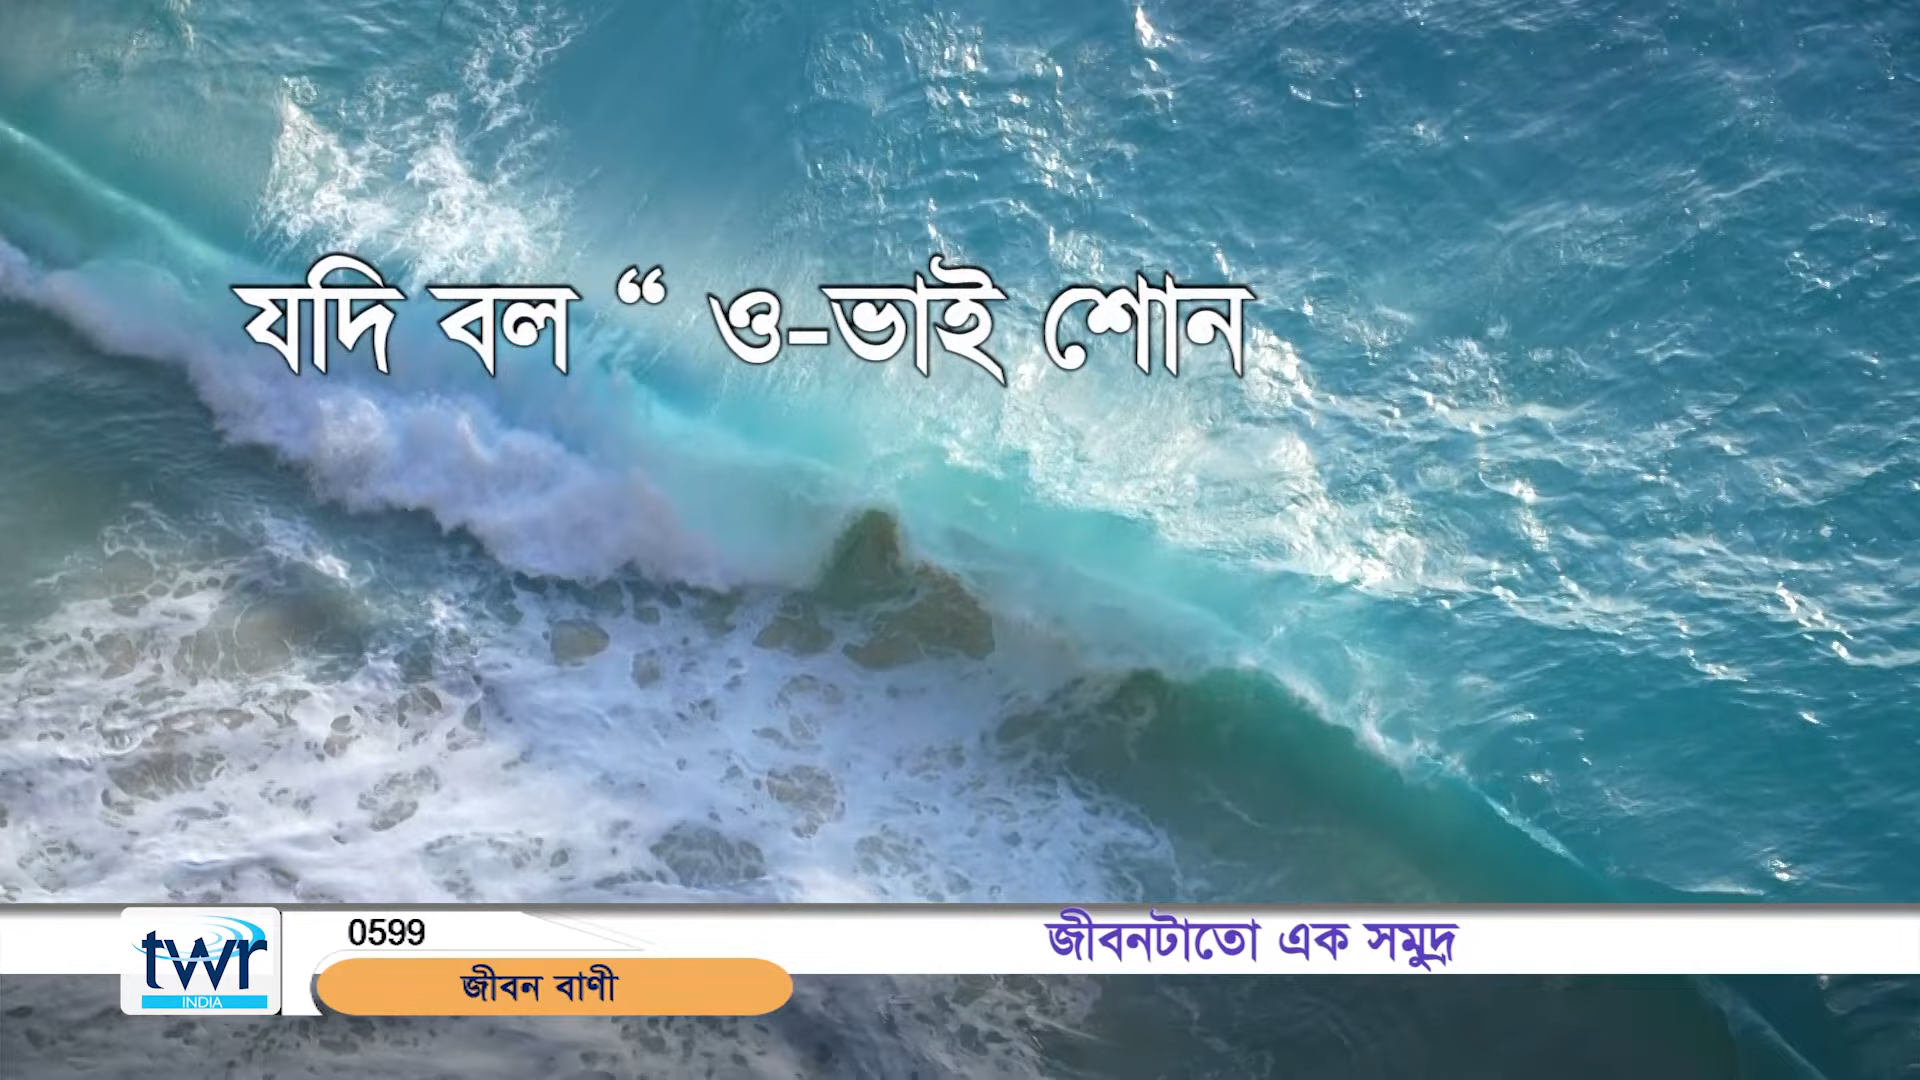 যদি বল “ ও-ভাই শোন
0599
জীবনটাতো এক সমুদ্র
twr
INDIA
জীবন বাণী